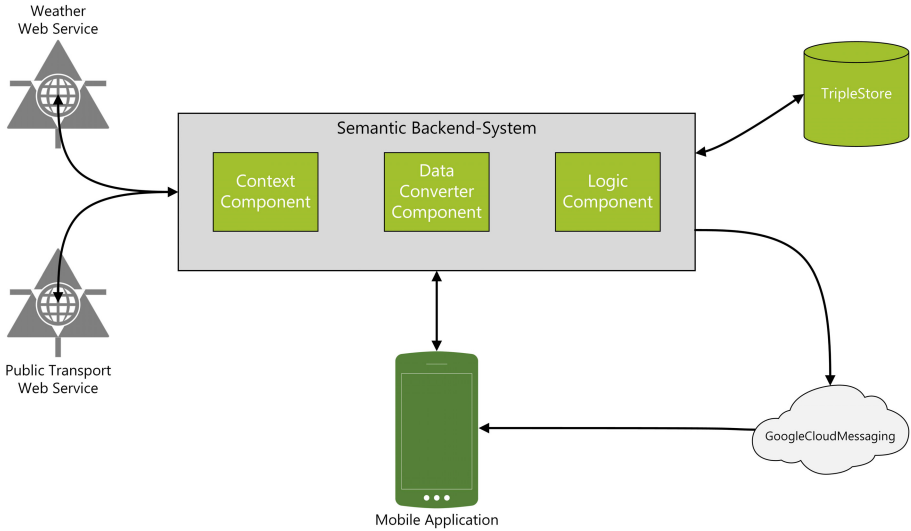 Weather
Web Service
TripleStore
Semantic Backend-System
Context
Component
Data
Converter
Component
Logic
Component
Public Transport
Web Service
GoogleCloudMessaging
Mobile Application